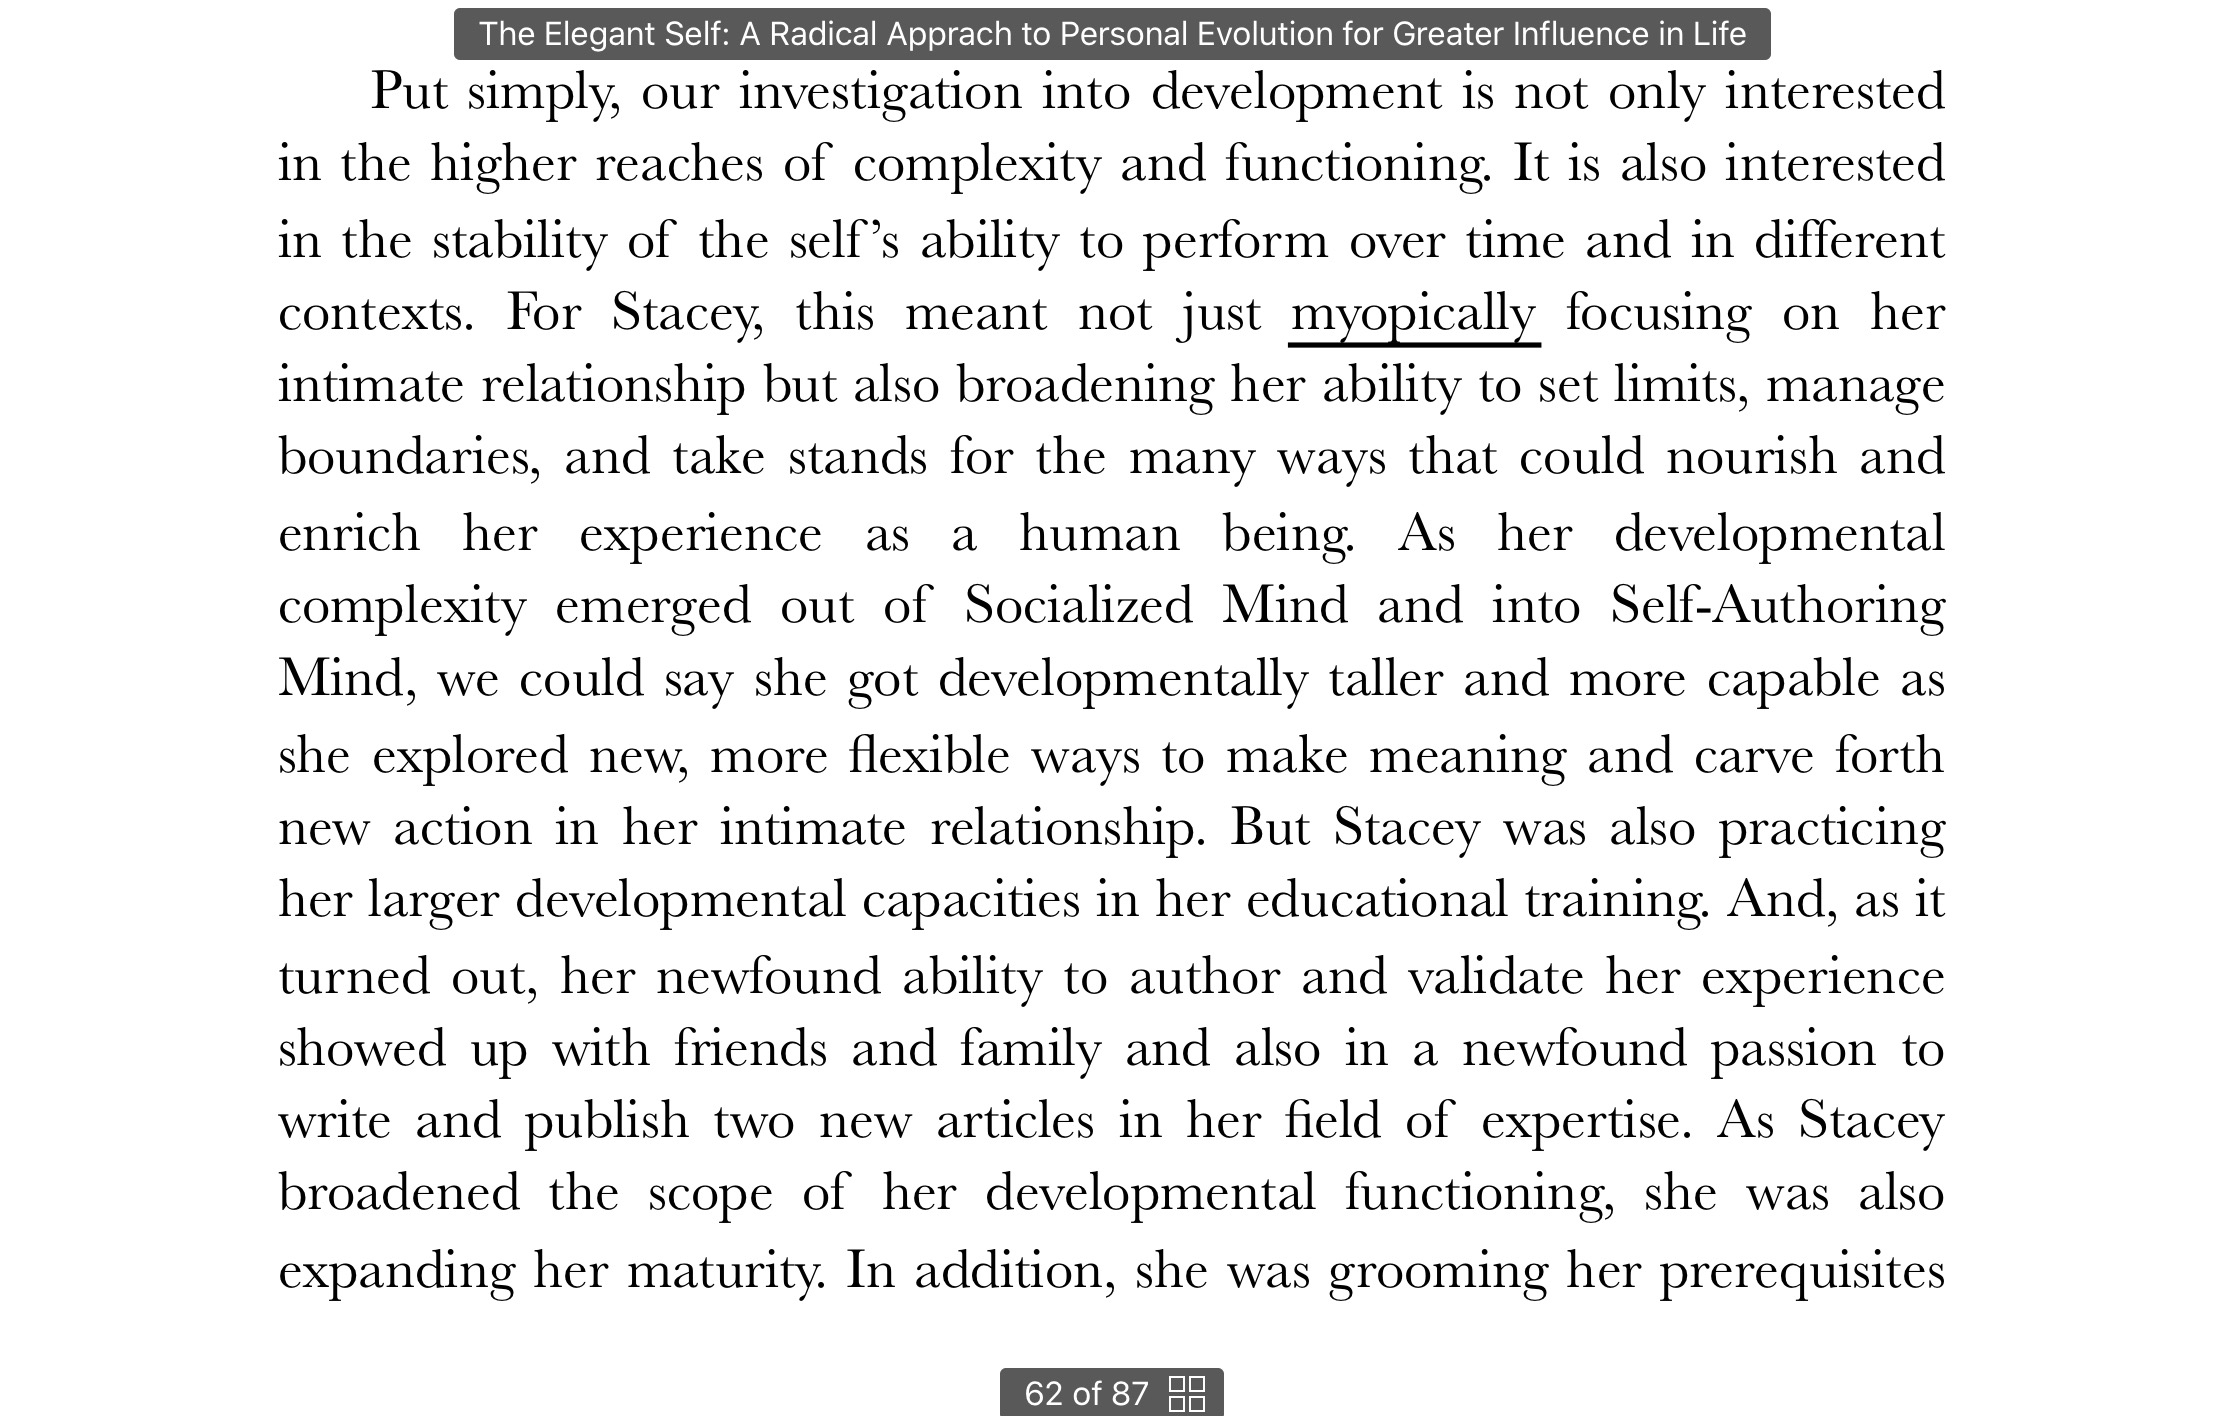 The Elegant Self: A Radical Apprach to Personal Evolution for Greater Influence in Life
Put simply, our investigation into development is not only interested
in the higher reaches of complexity and functioning. It is also interested
in the stability of the self’s ability to perform over time and in different
contexts. For Stacey, this meant not just myopically focusing on her
intimate relationship but also broadening her ability to set limits, manage
boundaries, and take stands for the many ways that could nourish and
enrich her experience as a human being. As her developmental
complexity emerged out of Socialized Mind and into Self-Authoring
Mind, we could say she got developmentally taller and more capable as
she explored new, more flexible ways to make meaning and carve forth
new action in her intimate relationship. But Stacey was also practicing
her larger developmental capacities in her educational training. And, as it
turned out, her newfound ability to author and validate her experience
showed up with friends and family and also in a newfound passion to
write and publish two new articles in her field of expertise. As Stacey
broadened the scope of her developmental functioning, she was also
expanding her maturity. In addition, she was grooming her prerequisites
62 of 87